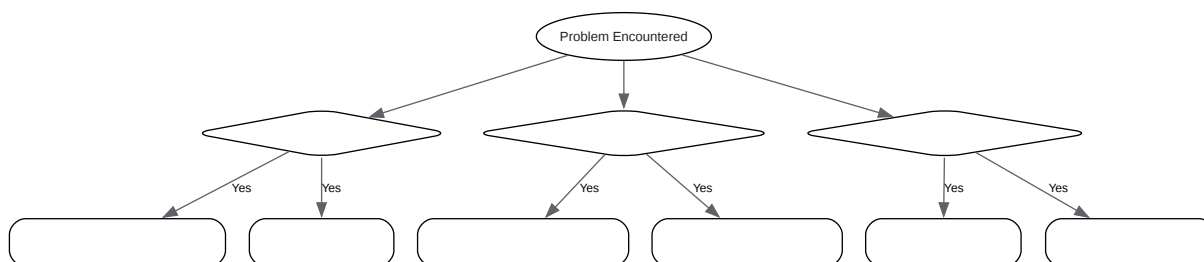 Problem Encountered
Yes
Yes
Yes
Yes
Yes
Yes